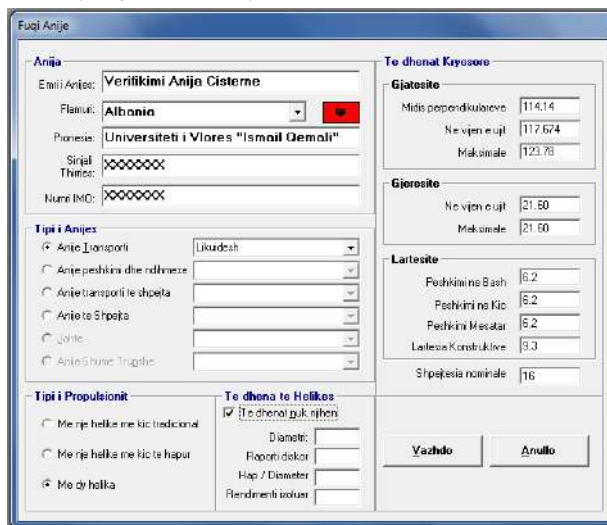 Fuqi Anije
Anija
Emri i Anijes: Verifikimi Anija Cisterne
Flamuri: Albania
Pronesia: Universiteti i Vlores "Ismail Qemali"
Sinjali Thirries: XXXXXXX
Numri IMO: XXXXXXX
Tipi i Anijes
Anije Transporti Likuidesh
Anije peshkimi dhe ndihmese
Anije transporti te shpejta
Anije te Shpejta
Jahte
Anije Shume Trupshe
Tipi i Propulsionit
Me nje helike me kic tradicional
Me nje helike me kic te hapur
Me dy helika
Te dhena te Helikes
Te dhenat nuk njihen
Diametri:
Raporti diskor
Hap / Diameter
Rendimenti izoluar
Te dhenat Kryesore
Gjatesite
Midis perpendikulareve 114.14
Ne vijen e ujit 117.674
Maksimale 123.78
Gjeresite
Ne vijen e ujit 21.60
Maksimale 21.60
Lartesite
Peshkimi ne Bash 6.2
Peshkimi ne Kic 6.2
Peshkimi Mesatar 6.2
Lartesia Konstruktive 9.3
Shpejtesia nominale 16
Vazhdo
Anullo